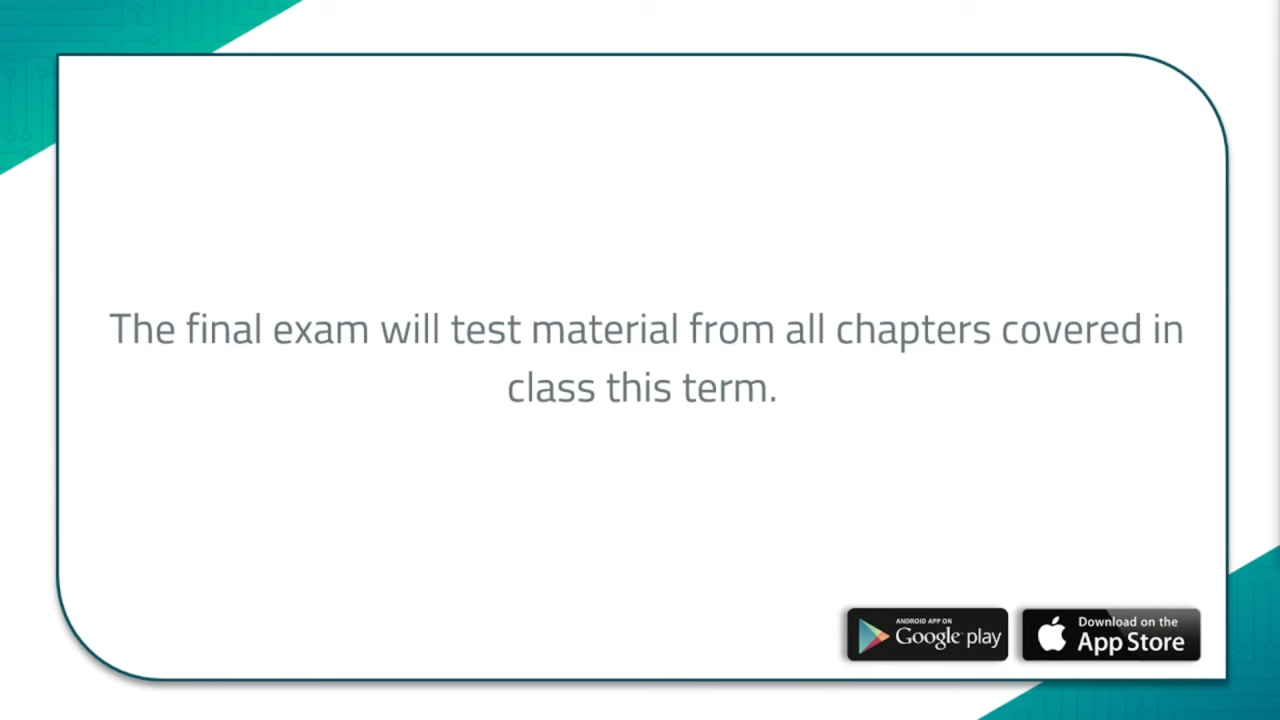 The final exam will test material from all chapters covered in
class this term.
ANDROID APP ON
Google play
Download on the
App Store